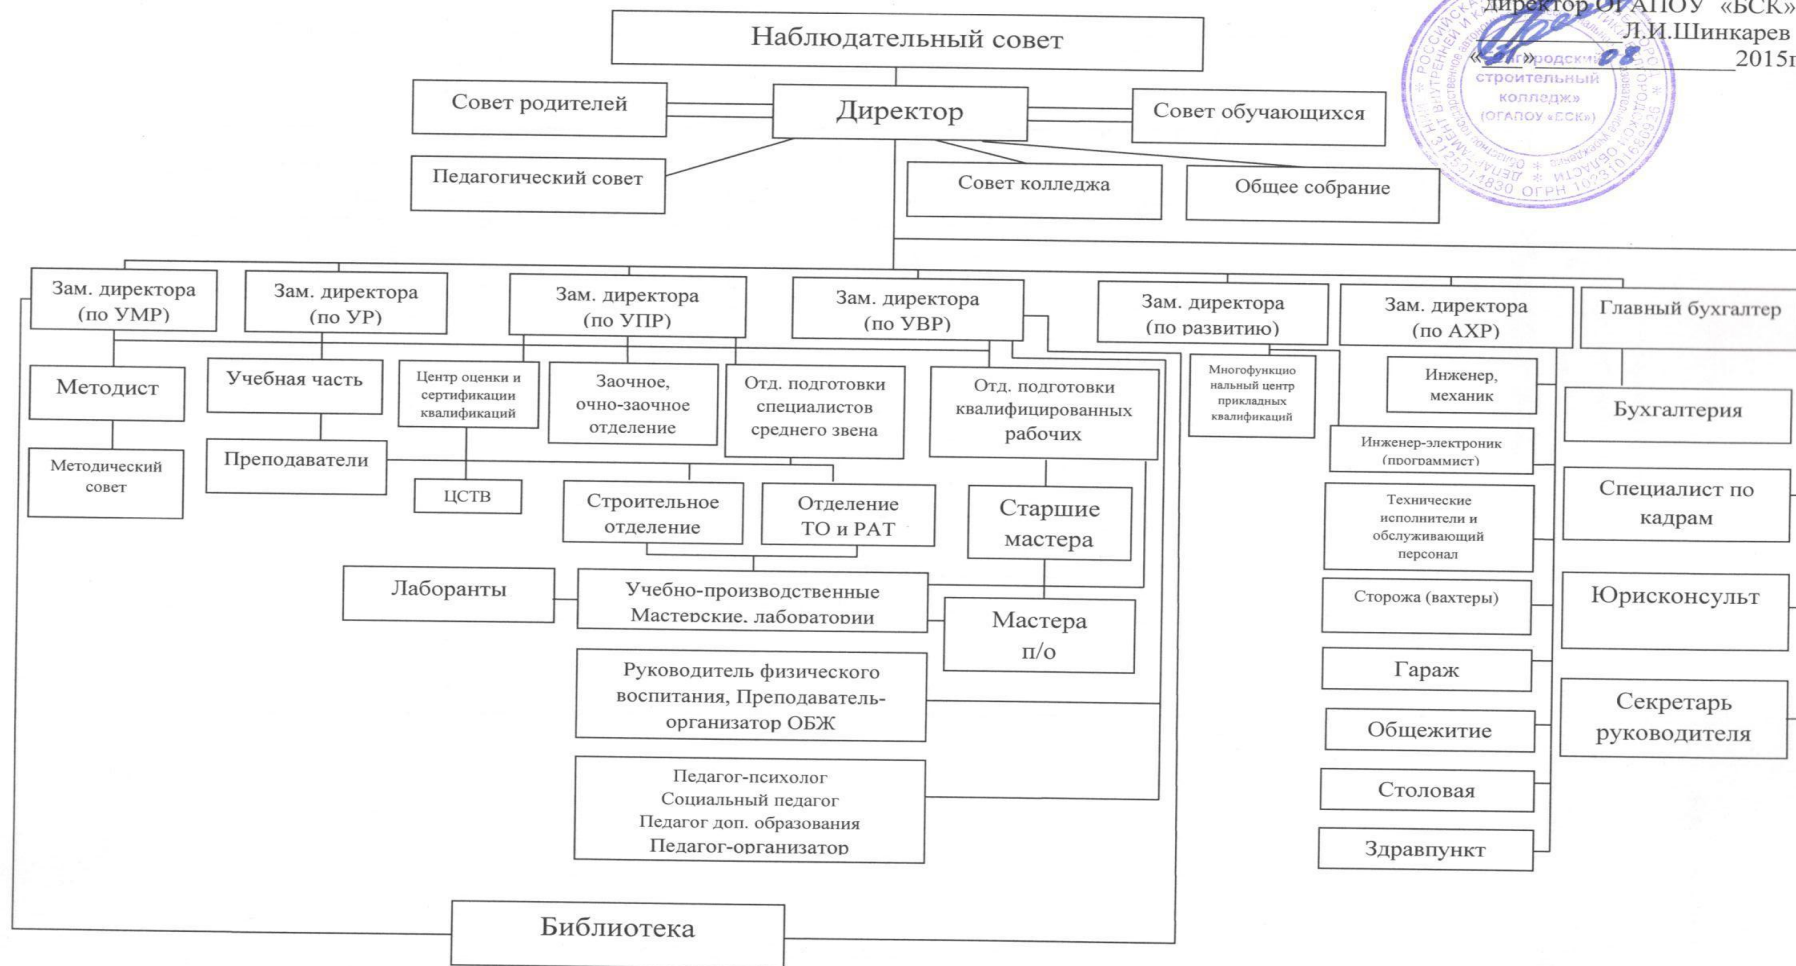 директор ОГАПОУ «БСК»
Л.И.Шинкарев
«31» 08 2015г
строительный
колледж»
(ОГАПОУ «БСК»)
Наблюдательный совет
Совет родителей
Директор
Совет обучающихся
Педагогический совет
Совет колледжа
Общее собрание
Зам. директора
(по УМР)
Зам. директора
(по УР)
Зам. директора
(по УПР)
Зам. директора
(по УВР)
Зам. директора
(по развитию)
Зам. директора
(по АХР)
Главный бухгалтер
Методист
Учебная часть
Центр оценки и
сертификации
квалификаций
Заочное,
очно-заочное
отделение
Отд. подготовки
специалистов
среднего звена
Отд. подготовки
квалифицированных
рабочих
Многофункцио
нальный центр
прикладных
квалификаций
Инженер,
механик
Бухгалтерия
Методический
совет
Преподаватели
ЦСТВ
Строительное
отделение
Отделение
ТО и РАТ
Старшие
мастера
Инженер-электроник
(программист)
Специалист по
кадрам
Технические
исполнители и
обслуживающий
персонал
Лаборанты
Учебно-производственные
Мастерские, лаборатории
Мастера
п/о
Сторожа (вахтеры)
Юрисконсульт
Руководитель физического
воспитания, Преподаватель-
организатор ОБЖ
Гараж
Секретарь
руководителя
Общежитие
Педагог-психолог
Социальный педагог
Педагог доп. образования
Педагог-организатор
Столовая
Здравпункт
Библиотека